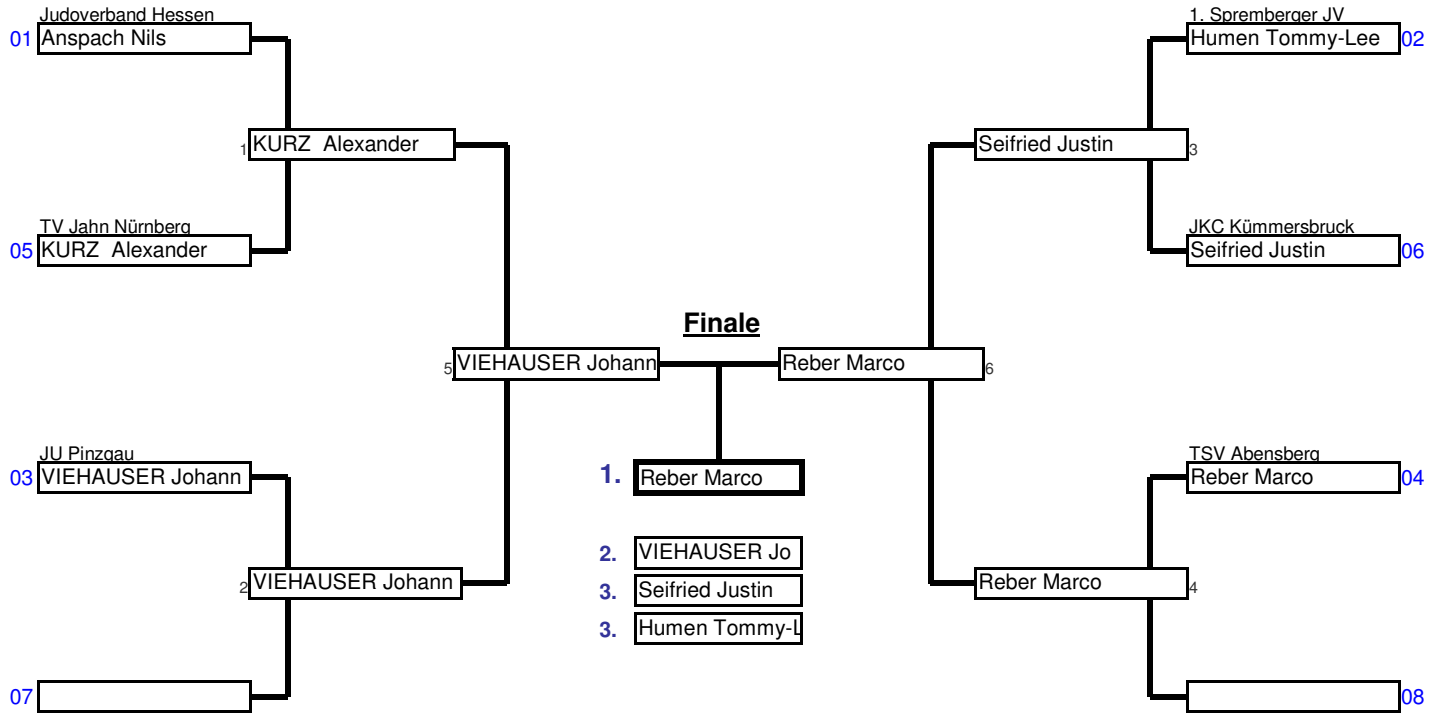 Judoverband Hessen
01 Anspach Nils
1. Spremberger JV
Humen Tommy-Lee 02
1 KURZ  Alexander
Seifried Justin 3
TV Jahn Nürnberg
05 KURZ  Alexander
JKC Kümmersbruck
Seifried Justin 06
Finale
5 VIEHAUSER Johann
Reber Marco 6
JU Pinzgau
03 VIEHAUSER Johann
1. Reber Marco
TSV Abensberg
Reber Marco 04
2. VIEHAUSER Jo
3. Seifried Justin
3. Humen Tommy-L
2 VIEHAUSER Johann
Reber Marco 4
07
08